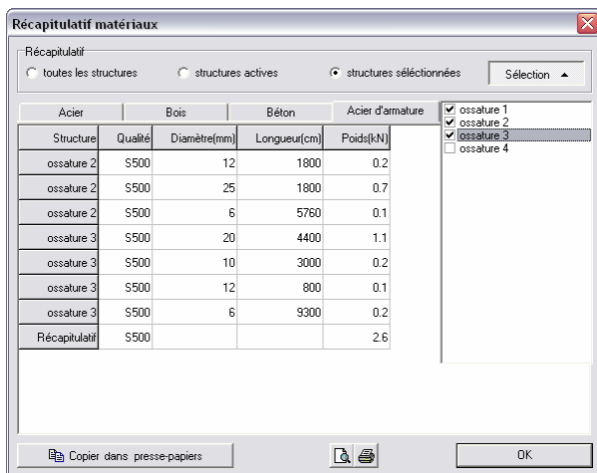 Récapitulatif matériaux
Récapitulatif
toutes les structures structures actives structures séléctionnées Sélection
Acier Bois Béton Acier d'armature
Structure Qualité Diamètre(mm) Longueur(cm) Poids(kN)
ossature 2 S500 12 1800 0.2
ossature 2 S500 25 1800 0.7
ossature 2 S500 6 5760 0.1
ossature 3 S500 20 4400 1.1
ossature 3 S500 10 3000 0.2
ossature 3 S500 12 800 0.1
ossature 3 S500 6 9300 0.2
Récapitulatif S500 2.6
ossature 1
ossature 2
ossature 3
ossature 4
Copier dans presse-papiers OK